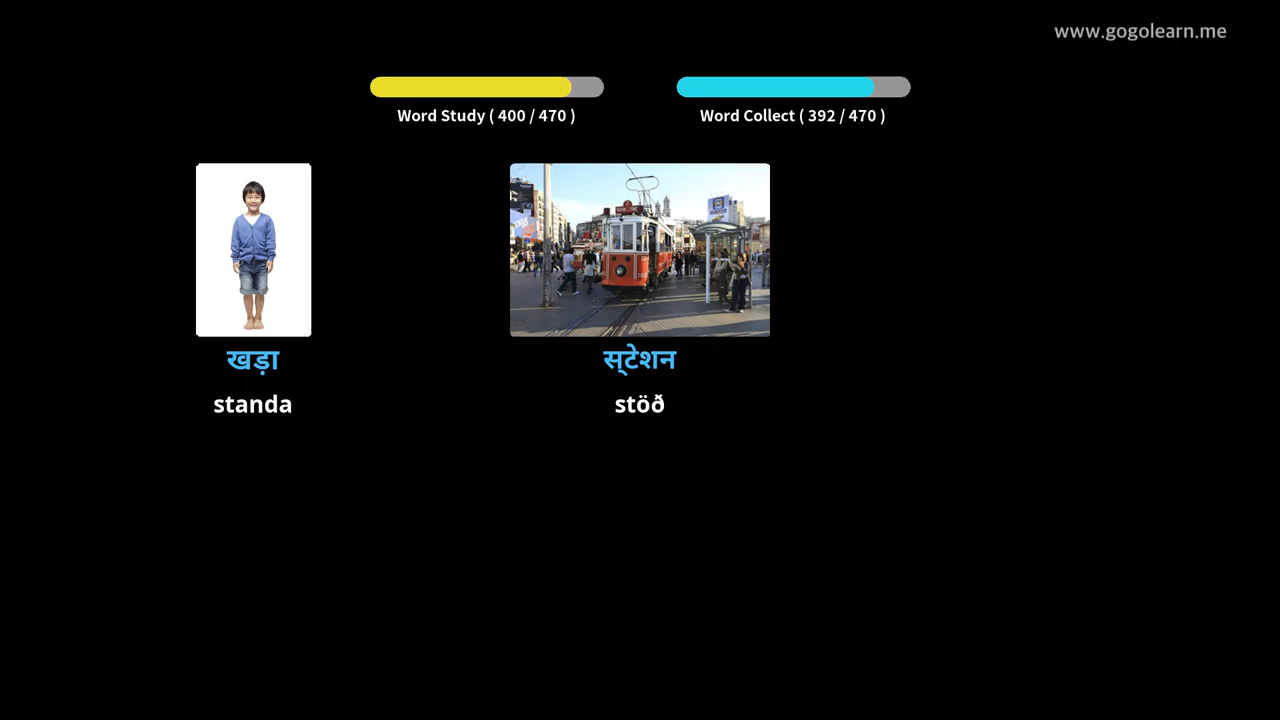 www.gogolearn.me
Word Study ( 400 / 470 )
Word Collect ( 392 / 470 )
खड़ा
standa
स्टेशन
stöð